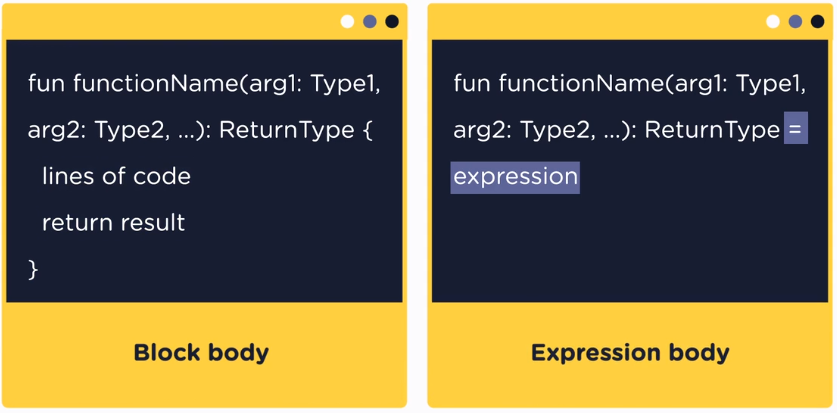 fun functionName(arg1: Type1,
arg2: Type2, ...): ReturnType {
lines of code
return result
}
Block body
fun functionName(arg1: Type1,
arg2: Type2, ...): ReturnType =
expression
Expression body